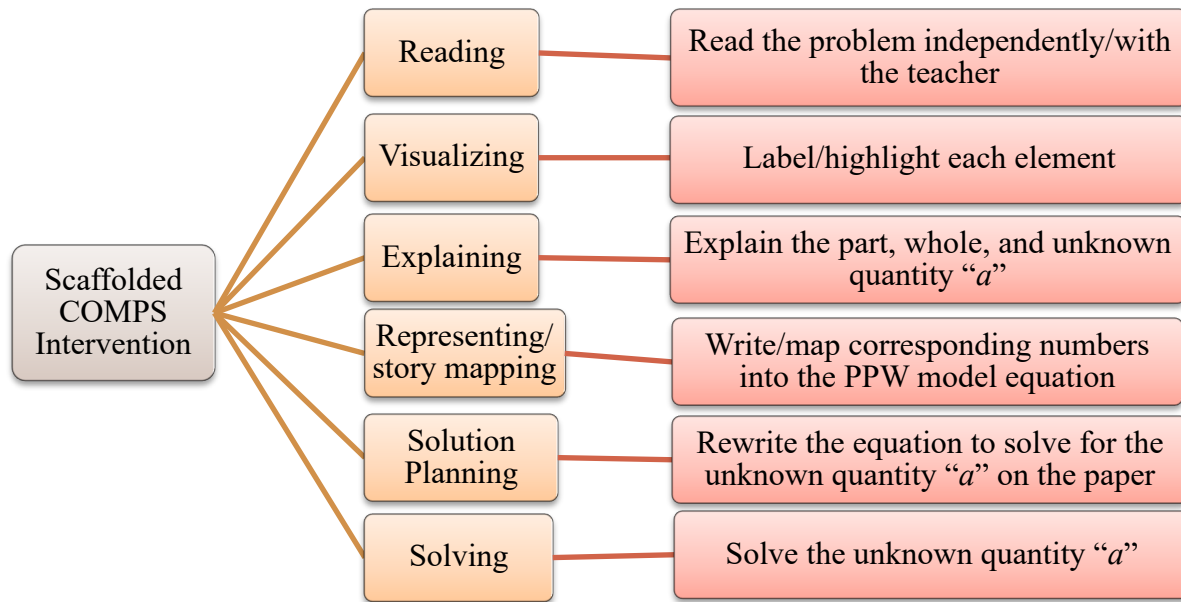 Reading
Read the problem independently/with
the teacher
Visualizing
Label/highlight each element
Scaffolded
COMPS
Intervention
Explaining
Explain the part, whole, and unknown
quantity “a”
Representing/
story mapping
Write/map corresponding numbers
into the PPW model equation
Solution
Planning
Rewrite the equation to solve for the
unknown quantity “a” on the paper
Solving
Solve the unknown quantity “a”